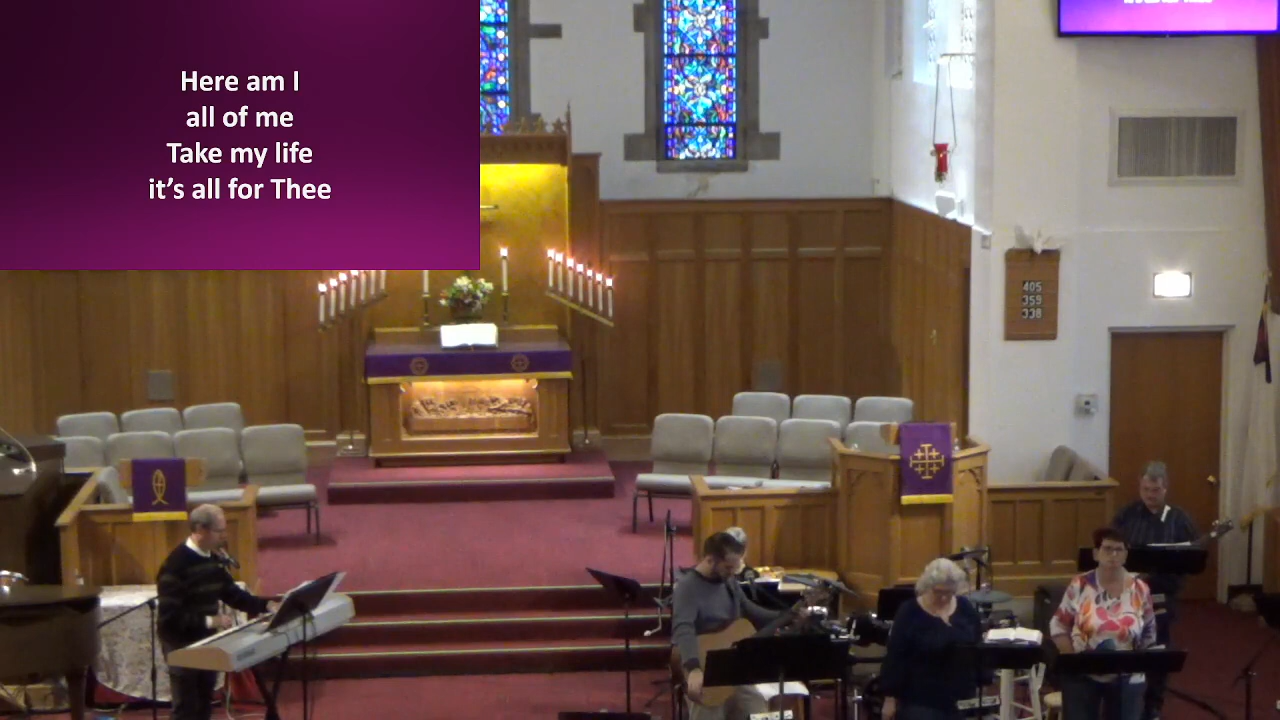 Here am I
all of me
Take my life
it's all for Thee
405
359
338